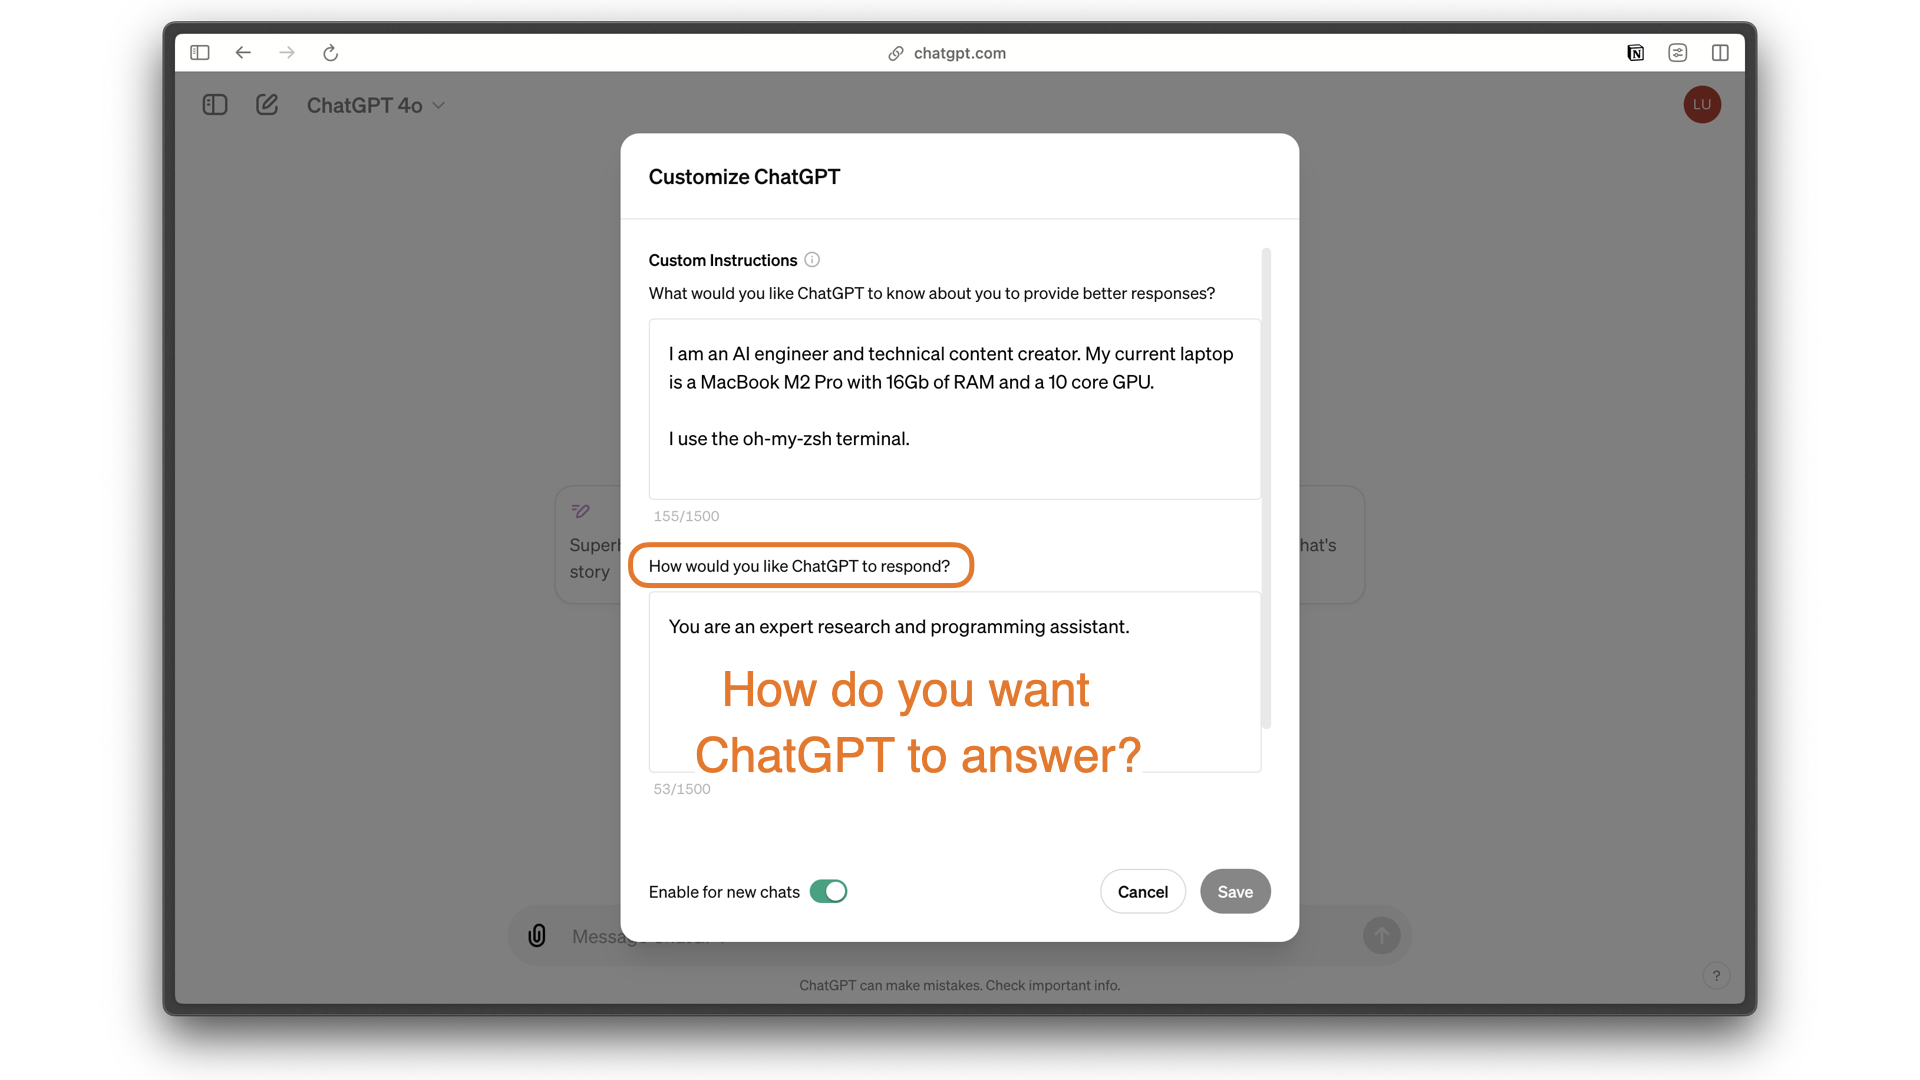 chatgpt.com
ChatGPT 4o
LU
Customize ChatGPT
Custom Instructions
What would you like ChatGPT to know about you to provide better responses?
I am an AI engineer and technical content creator. My current laptop
is a MacBook M2 Pro with 16Gb of RAM and a 10 core GPU.
I use the oh-my-zsh terminal.
155/1500
hat's
story
How would you like ChatGPT to respond?
You are an expert research and programming assistant.
How do you want
ChatGPT to answer?
53/1500
Enable for new chats
Cancel
Save
ChatGPT can make mistakes. Check important info.
?